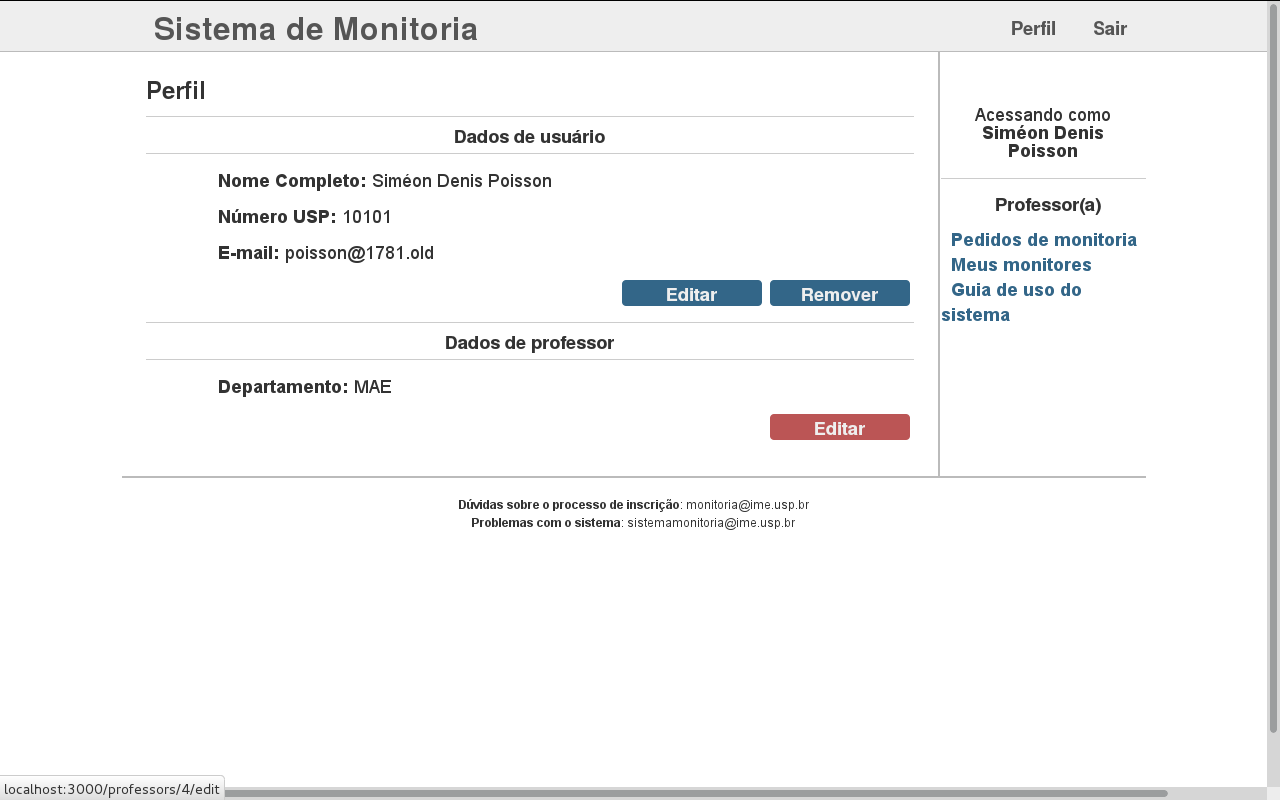 Sistema de Monitoria
Perfil Sair
Perfil
Dados de usuário
Nome Completo: Siméon Denis Poisson
Número USP: 10101
E-mail: poisson@1781.old
Editar Remover
Dados de professor
Departamento: MAE
Editar
Acessando como
Siméon Denis
Poisson
Professor(a)
Pedidos de monitoria
Meus monitores
Guia de uso do
sistema
Dúvidas sobre o processo de inscrição: monitoria@ime.usp.br
Problemas com o sistema: sistemamonitoria@ime.usp.br
localhost:3000/professors/4/edit